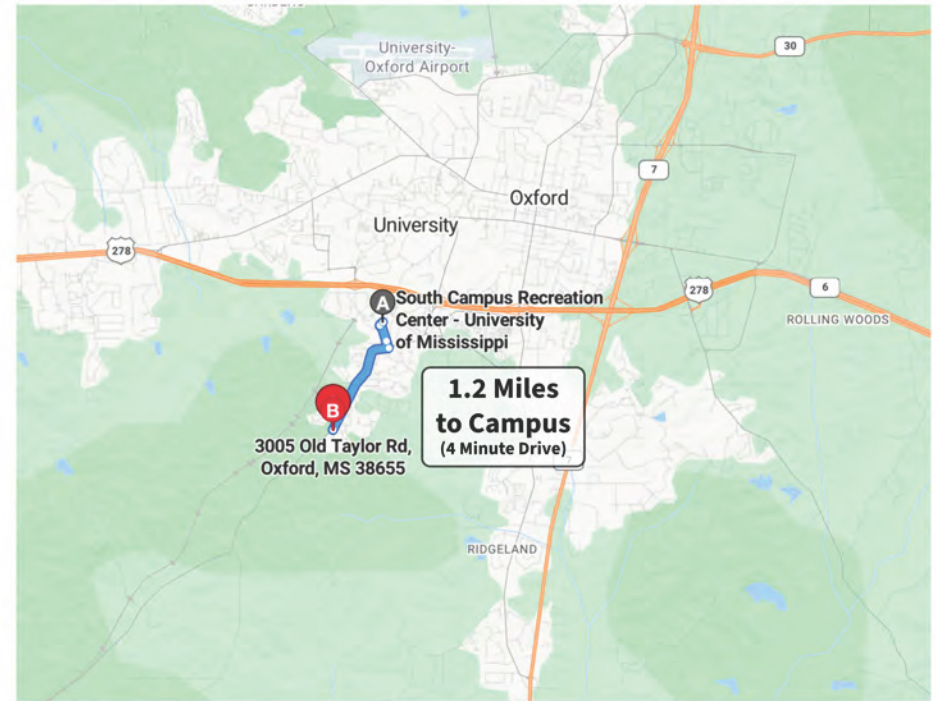 University-
Oxford Airport
30
7
Oxford
University
278
A
South Campus Recreation
Center - University
of Mississippi
278
6
ROLLING WOODS
1.2 Miles
to Campus
(4 Minute Drive)
B
3005 Old Taylor Rd,
Oxford, MS 38655
7
RIDGELAND